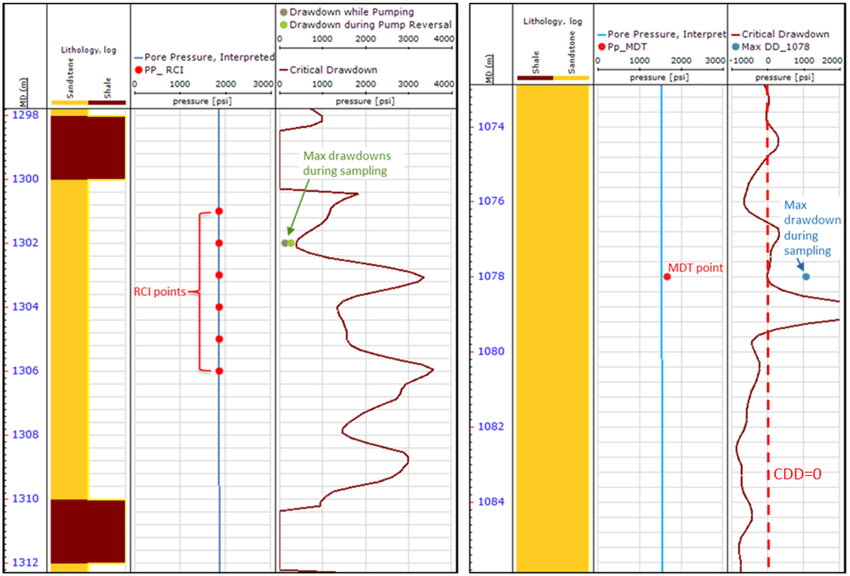 Drawdown while Pumping
Drawdown during Pump Reversal
0 1000 2000 3000 4000
Lithology, log
MD (m)
Sandstone
Shale
Pore Pressure, Interpreted
PP_ RCI
0 1000 2000 3000
pressure [psi]
Critical Drawdown
0 1000 2000 3000 4000
pressure [psi]
1298
1300
1302
1304
1306
1308
1310
1312
RCI points
Max drawdowns
during sampling
Lithology, log
MD (m)
Shale
Sandstone
Pore Pressure, Interpret
Pp_MDT
0 1000 2000 3000
pressure [psi]
Critical Drawdown
Max DD_1078
-1000 0 1000 2000
pressure [psi]
1074
1076
1078
1080
1082
1084
MDT point
Max
drawdown
during
sampling
CDD=0